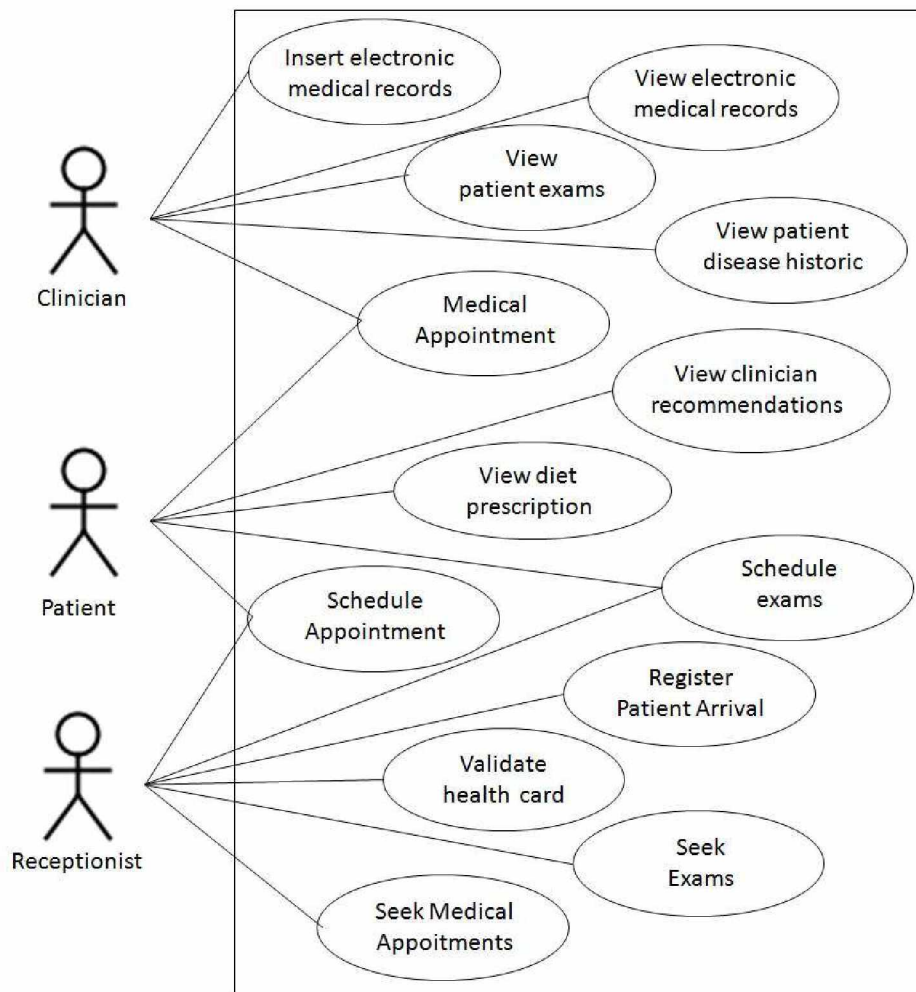 Insert electronic
medical records
View electronic
medical records
View
patient exams
View patient
disease historic
Clinician
Medical
Appointment
View clinician
recommendations
View diet
prescription
Schedule
exams
Patient
Schedule
Appointment
Register
Patient Arrival
Validate
health card
Receptionist
Seek
Exams
Seek Medical
Appoitments